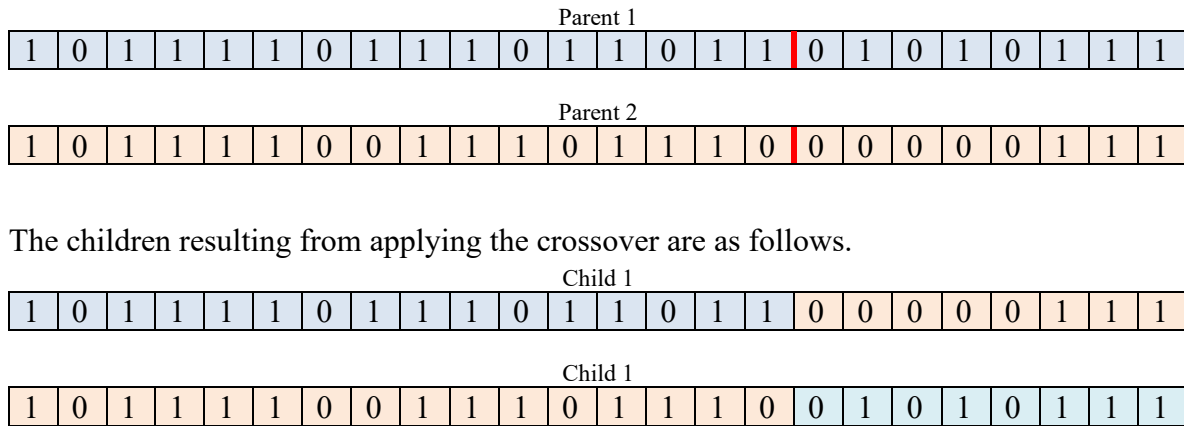 Parent 1
1 0 1 1 1 1 0 1 1 1 0 1 1 0 1 1 0 1 0 1 0 1 1 1
Parent 2
1 0 1 1 1 1 0 0 1 1 1 0 1 1 1 0 0 0 0 0 0 1 1 1
The children resulting from applying the crossover are as follows.
Child 1
1 0 1 1 1 1 0 1 1 1 0 1 1 0 1 1 0 0 0 0 0 1 1 1
Child 1
1 0 1 1 1 1 0 0 1 1 1 0 1 1 1 0 0 1 0 1 0 1 1 1